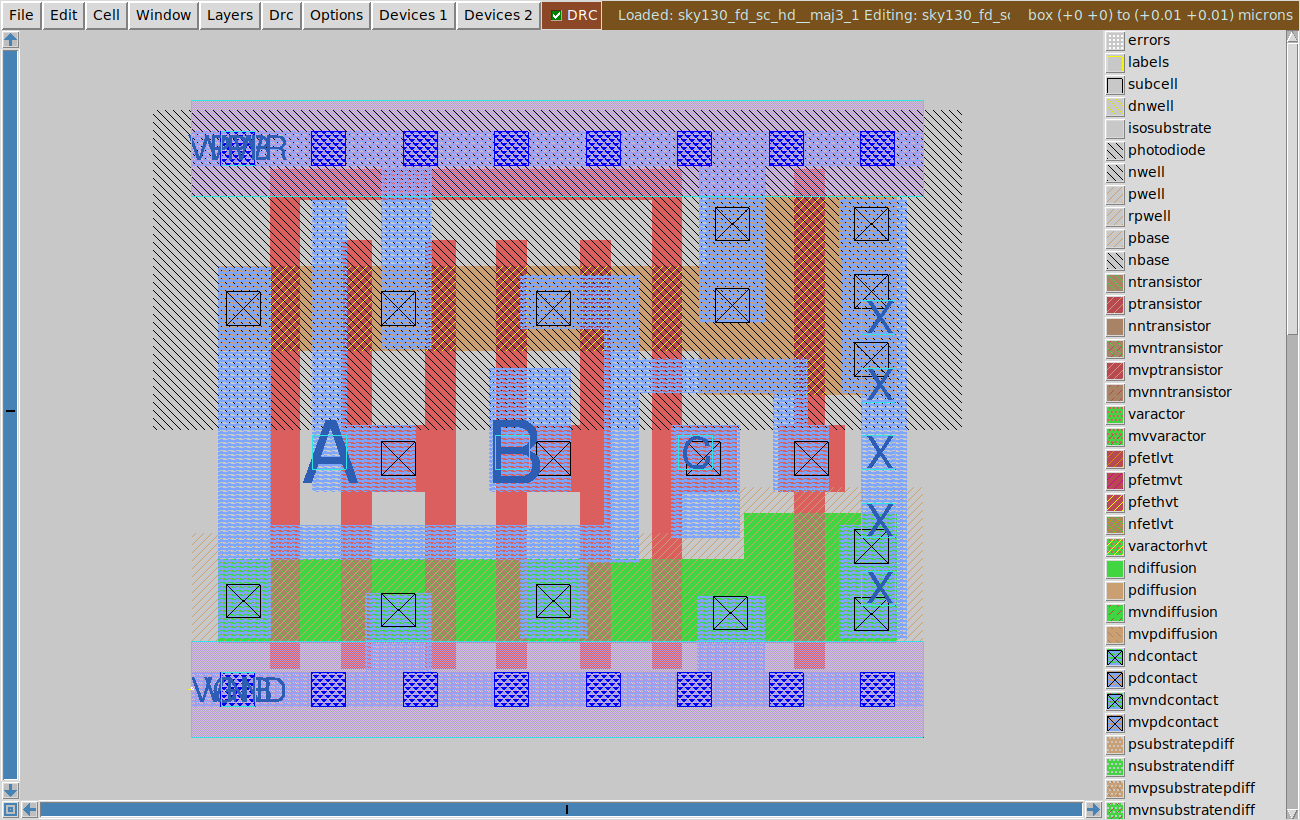 File Edit Cell Window Layers Drc Options Devices 1 Devices 2 DRC Loaded: sky130_fd_sc_hd__maj3_1 Editing: sky130_fd_sc box (+0 +0) to (+0.01 +0.01) microns
errors
labels
subcell
dnwell
isosubstrate
photodiode
nwell
pwell
rpwell
pbase
nbase
ntransistor
ptransistor
nntransistor
mvntransistor
mvptransistor
mvnntransistor
varactor
mvvaractor
pfetlvt
pfetmvt
pfethvt
nfetlvt
varactorhvt
ndiffusion
pdiffusion
mvndiffusion
mvpdiffusion
ndcontact
pdcontact
mvndcontact
mvpdcontact
psubstratepdiff
nsubstratendiff
mvpsubstratepdiff
mvnsubstratendiff
X
X
A B C X
X
X